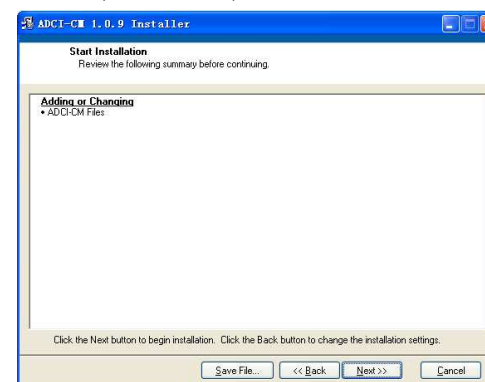 ADCI-CM 1.0.9 Installer
Start Installation
Review the following summary before continuing.
Adding or Changing
• ADCI-CM Files
Click the Next button to begin installation. Click the Back button to change the installation settings.
Save File... << Back Next >> Cancel